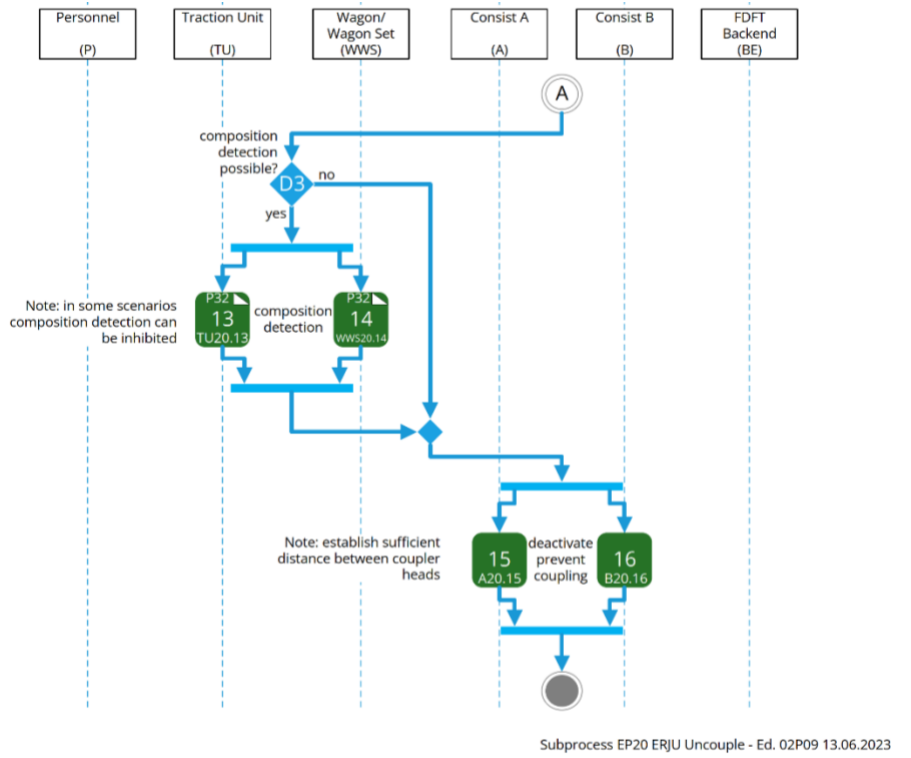 Personnel
(P)
Traction Unit
(TU)
Wagon/
Wagon Set
(WWS)
Consist A
(A)
Consist B
(B)
FDFT
Backend
(BE)
A
composition
detection
possible?
D3
no
yes
P32
13
TU20.13
composition
detection
P32
14
WWS20.14
Note: in some scenarios
composition detection can
be inhibited
Note: establish sufficient
distance between coupler
heads
15
A20.15
deactivate
prevent
coupling
16
B20.16
Subprocess EP20 ERJU Uncouple - Ed. 02P09 13.06.2023